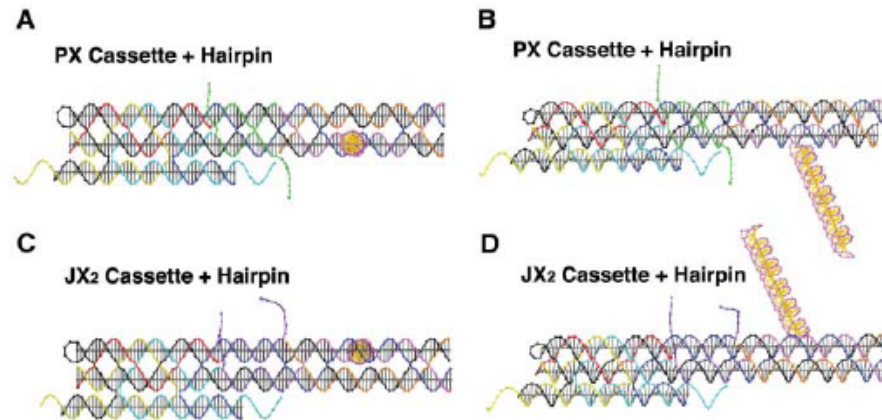 A
PX Cassette + Hairpin
B
PX Cassette + Hairpin
C
JX2 Cassette + Hairpin
D
JX2 Cassette + Hairpin